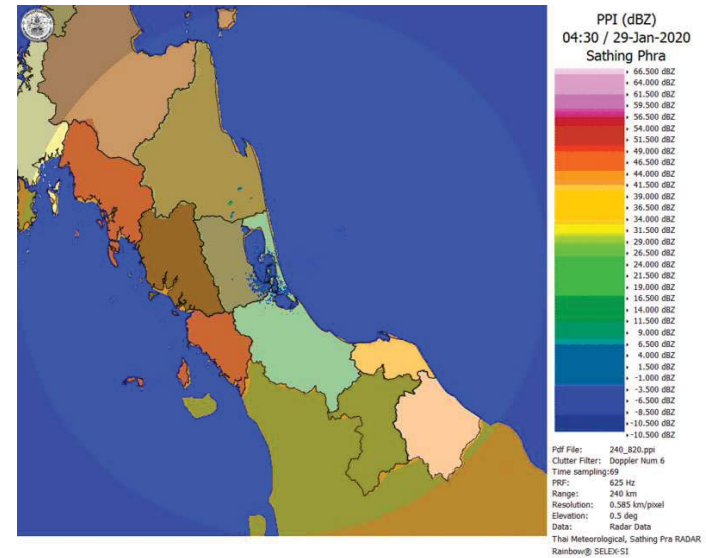 PPI (dBZ)
04:30 / 29-Jan-2020
Sathing Phra
66.500 dBZ
64.000 dBZ
61.500 dBZ
59.500 dBZ
56.500 dBZ
54.000 dBZ
51.500 dBZ
49.000 dBZ
46.500 dBZ
44.000 dBZ
41.500 dBZ
39.000 dBZ
36.500 dBZ
34.000 dBZ
31.500 dBZ
29.000 dBZ
26.500 dBZ
24.000 dBZ
21.500 dBZ
19.000 dBZ
16.500 dBZ
14.000 dBZ
11.500 dBZ
9.000 dBZ
6.500 dBZ
4.000 dBZ
1.500 dBZ
-1.000 dBZ
-3.500 dBZ
-6.500 dBZ
-8.500 dBZ
-10.500 dBZ
-10.500 dBZ
Pdf File: 240_820.ppi
Clutter Filter: Doppler Num 6
Time sampling:69
PRF: 625 Hz
Range: 240 km
Resolution: 0.585 km/pixel
Elevation: 0.5 deg
Data: Radar Data
Thai Meteorological, Sathing Pra RADAR
Rainbow® SELEX-SI